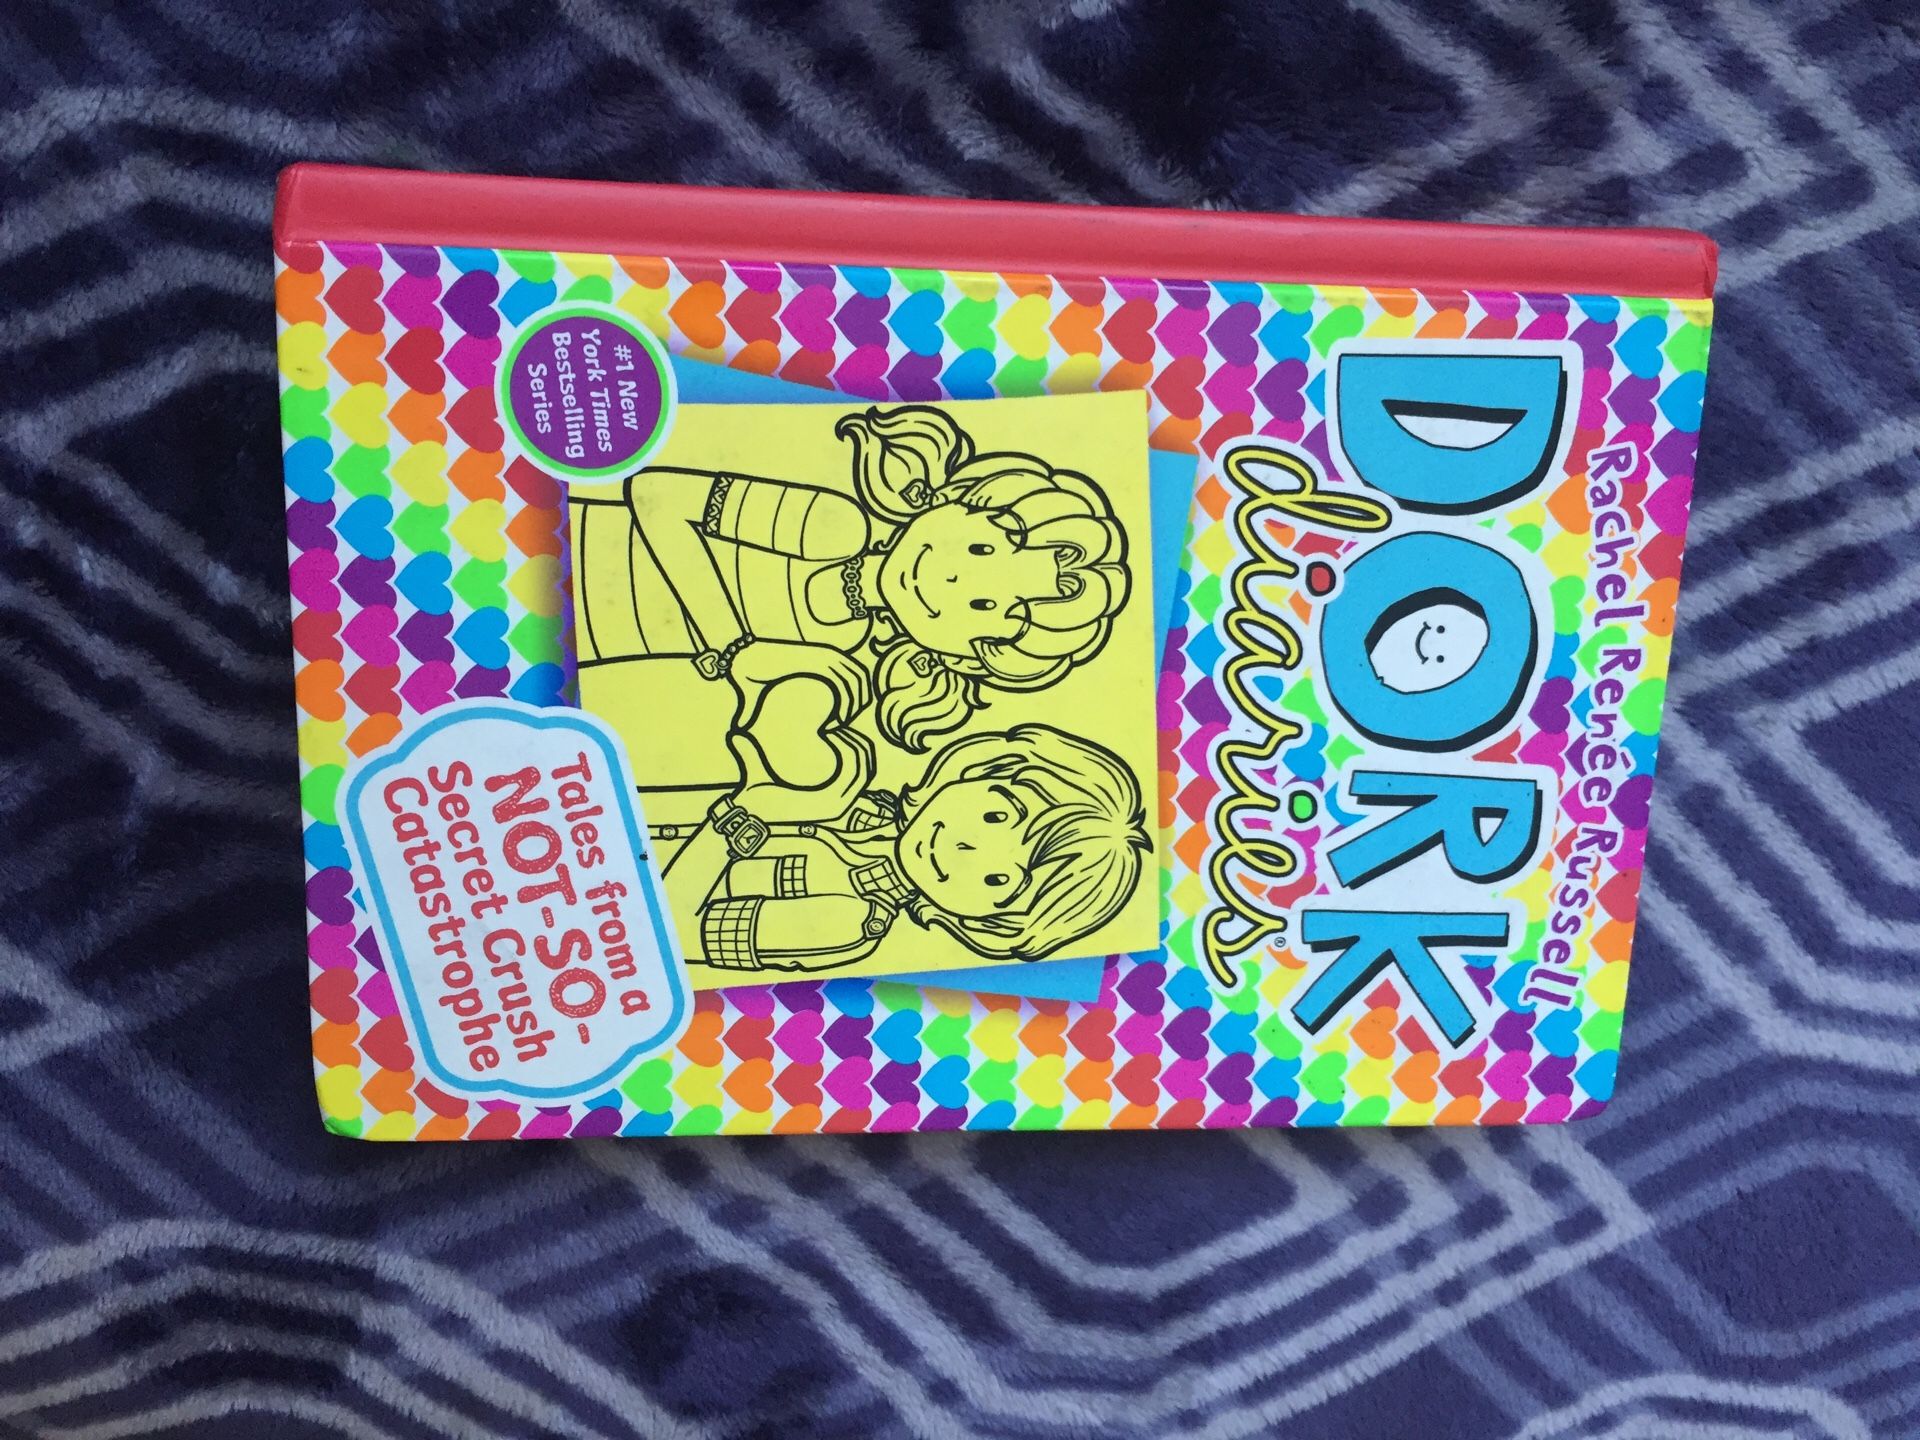 Rachel Renée Russell
DORK
diaries®
#1 New
York Times
Bestselling
Series
Tales from a
NOT-SO-
Secret Crush
Catastrophe